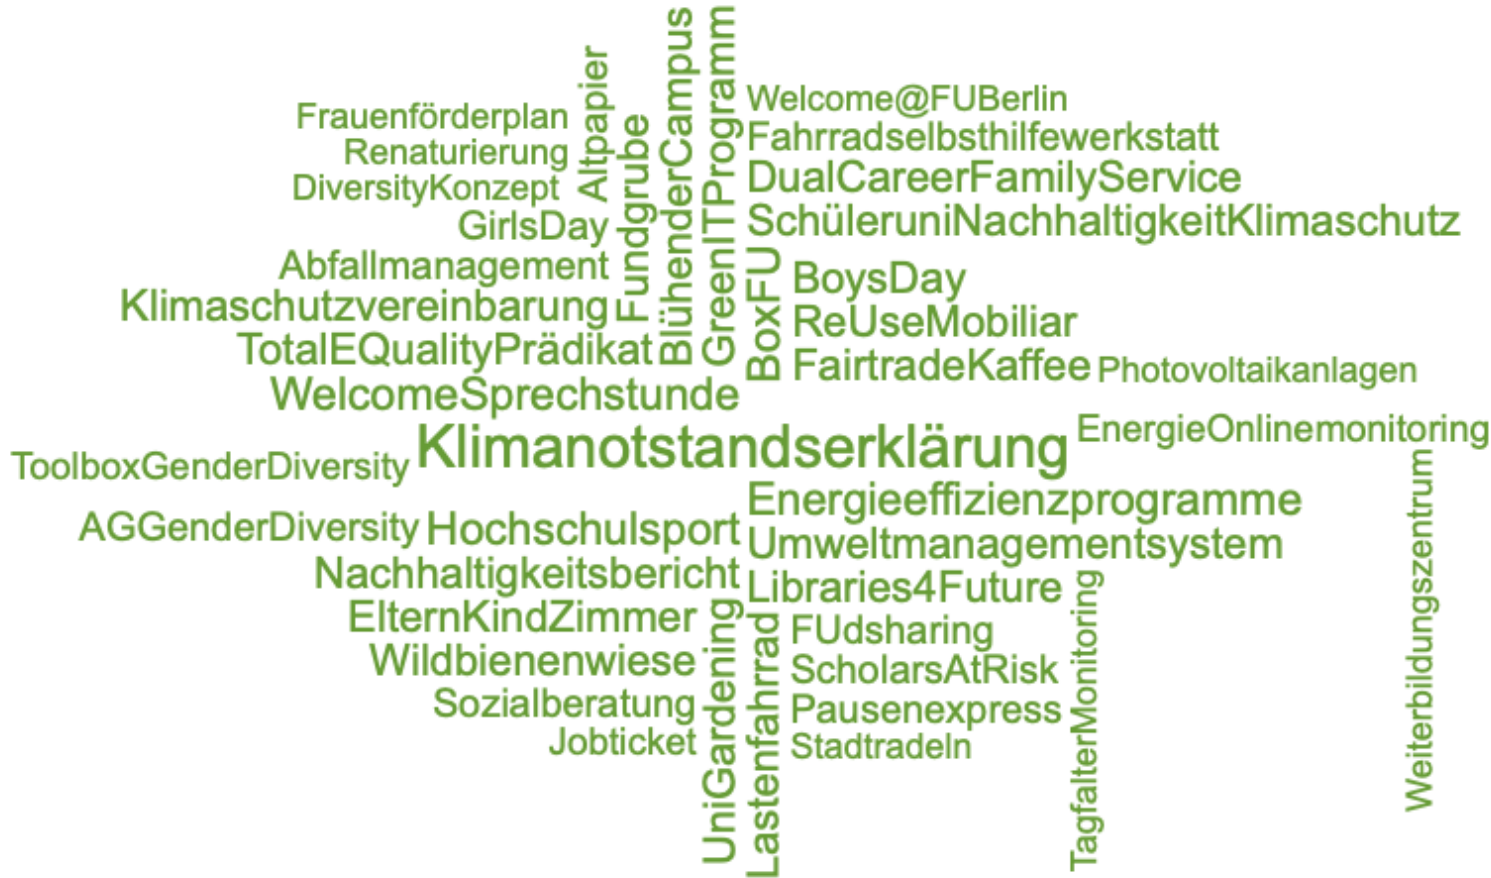 BlühenderCampus
GreenITProgramm
Altpapier
Welcome@FUBerlin
Frauenförderplan
Fundgrube
Fahrradselbsthilfewerkstatt
Renaturierung
DualCareerFamilyService
DiversityKonzept
GirlsDay
SchüleruniNachhaltigkeitKlimaschutz
BoxFU
Abfallmanagement
BoysDay
Klimaschutzvereinbarung
ReUseMobiliar
TotalEQualityPrädikat
FairtradeKaffee
Photovoltaikanlagen
WelcomeSprechstunde
EnergieOnlinemonitoring
Klimanotstandserklärung
ToolboxGenderDiversity
Weiterbildungszentrum
Energieeffizienzprogramme
AGGenderDiversity
Hochschulsport
Umweltmanagementsystem
Nachhaltigkeitsbericht
Libraries4Future
TagfalterMonitoring
UniGardening
Lastenfahrrad
ElternKindZimmer
FUdsharing
Wildbienenwiese
ScholarsAtRisk
Sozialberatung
Pausenexpress
Jobticket
Stadtradeln